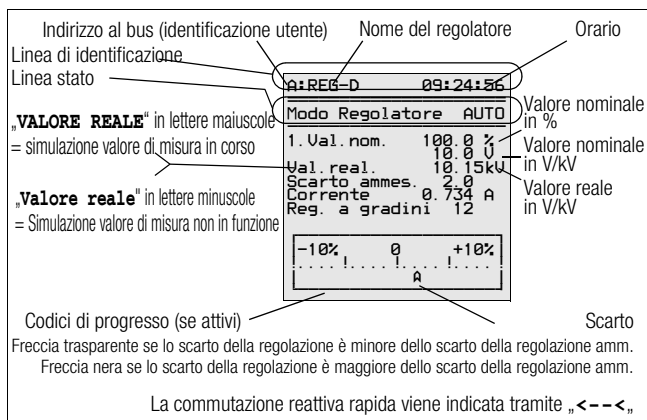 Indirizzo al bus (identificazione utente)
Nome del regolatore
Orario
Linea di identificazione
Linea stato
A:REG-D 09:24:56
Modo Regolatore AUTO
1.Val.nom. 100.0 %
10.0 V
Val.real. 10.15kV
Scarto ammes. 2.0
Corrente 0.734 A
Reg. a gradini 12
-10% 0 +10%
Valore nominale
in %
Valore nominale
in V/kV
Valore reale
in V/kV
„VALORE REALE“ in lettere maiuscole
= simulazione valore di misura in corso
„Valore reale“ in lettere minuscole
= Simulazione valore di misura non in funzione
Codici di progresso (se attivi)
Scarto
Freccia trasparente se lo scarto della regolazione è minore dello scarto della regolazione amm.
Freccia nera se lo scarto della regolazione è maggiore dello scarto della regolazione amm.
La commutazione reattiva rapida viene indicata tramite „<--<„